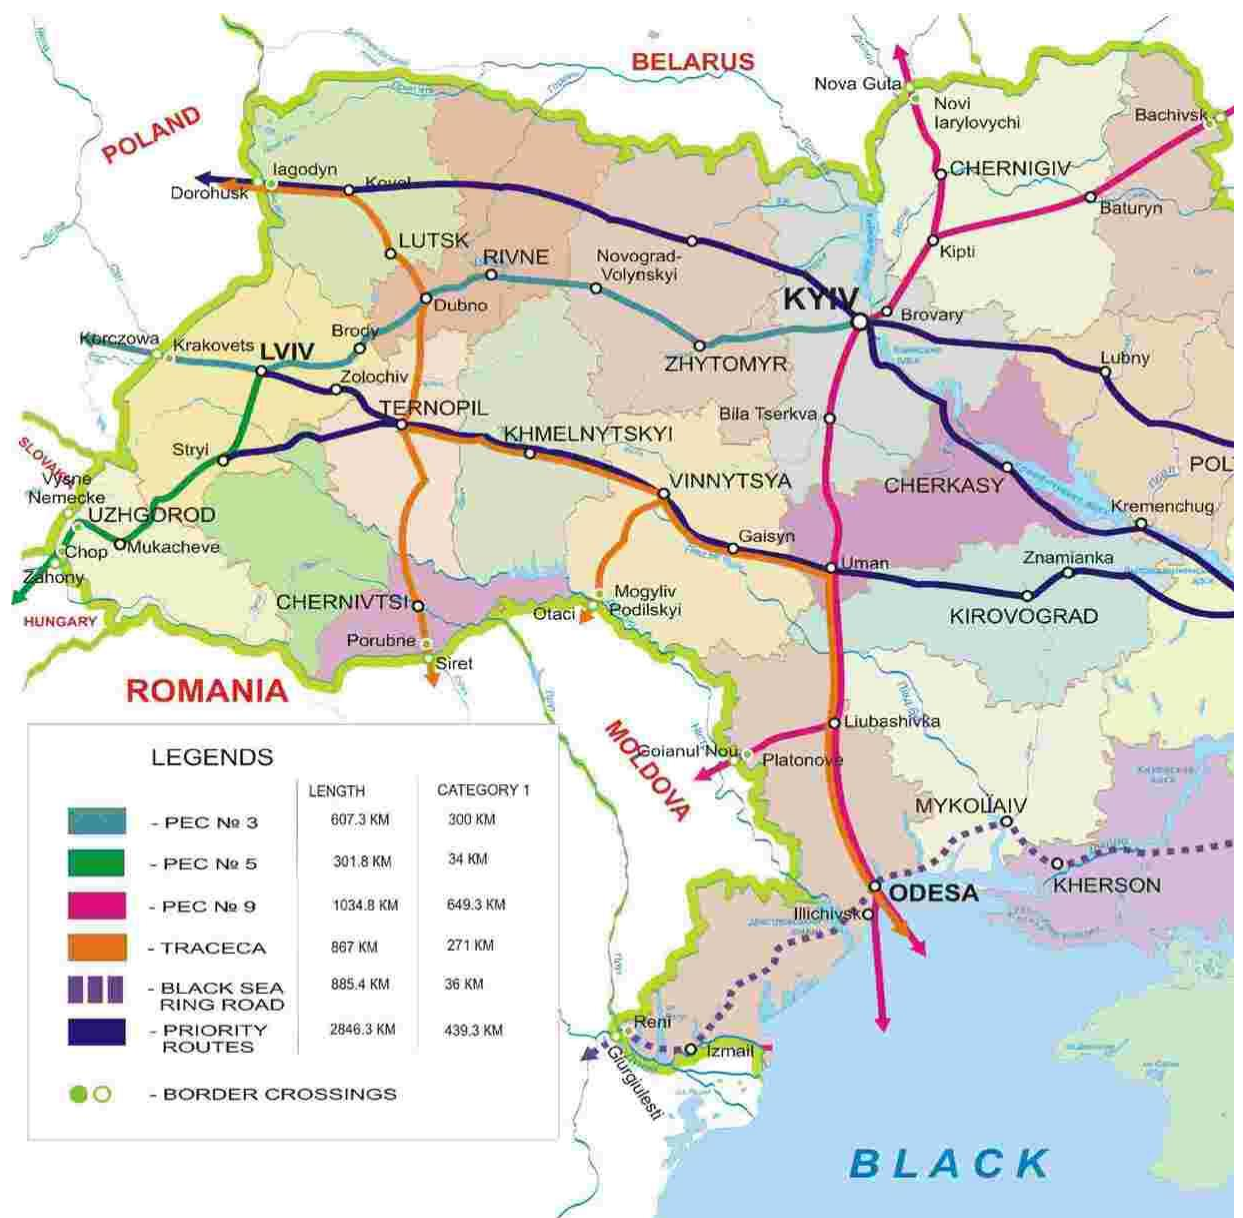 BELARUS
POLAND
Nova Guta
Novi
Iarylovychi
Bachivsk
Iagodyn
Dorohusk
Kovel
CHERNIGIV
Baturyn
LUTSK
RIVNE
Novograd-
Volynskyi
Kipti
KYIV
Dubno
Brovary
Korczowa
Krakovets
Brody
LVIV
ZHYTOMYR
Lubny
Zolochiv
TERNOPIL
Bila Tserkva
KHMELNYTSKYI
Stryi
VINNYTSYA
CHERKASY
POLT
Vysne
Nemecke
UZHGOROD
Kremenchug
Gaisyn
Mukacheve
Chop
Uman
Znamianka
Zahony
HUNGARY
CHERNIVTSI
Mogyliv
Podilskyi
Otaci
KIROVOGRAD
Porubne
Siret
ROMANIA
MOLDOVA
Liubashivka
Goianul Nou
Platonove
MYKOLAIV
KHERSON
ODESA
Illichivsk
Reni
Izmail
Giurgiulesti
BLACK
LEGENDS
LENGTH
CATEGORY 1
- PEC № 3 607.3 KM 300 KM
- PEC № 5 301.8 KM 34 KM
- PEC № 9 1034.8 KM 649.3 KM
- TRACECA 867 KM 271 KM
- BLACK SEA 885.4 KM 36 KM
RING ROAD
- PRIORITY 2846.3 KM 439.3 KM
ROUTES
- BORDER CROSSINGS